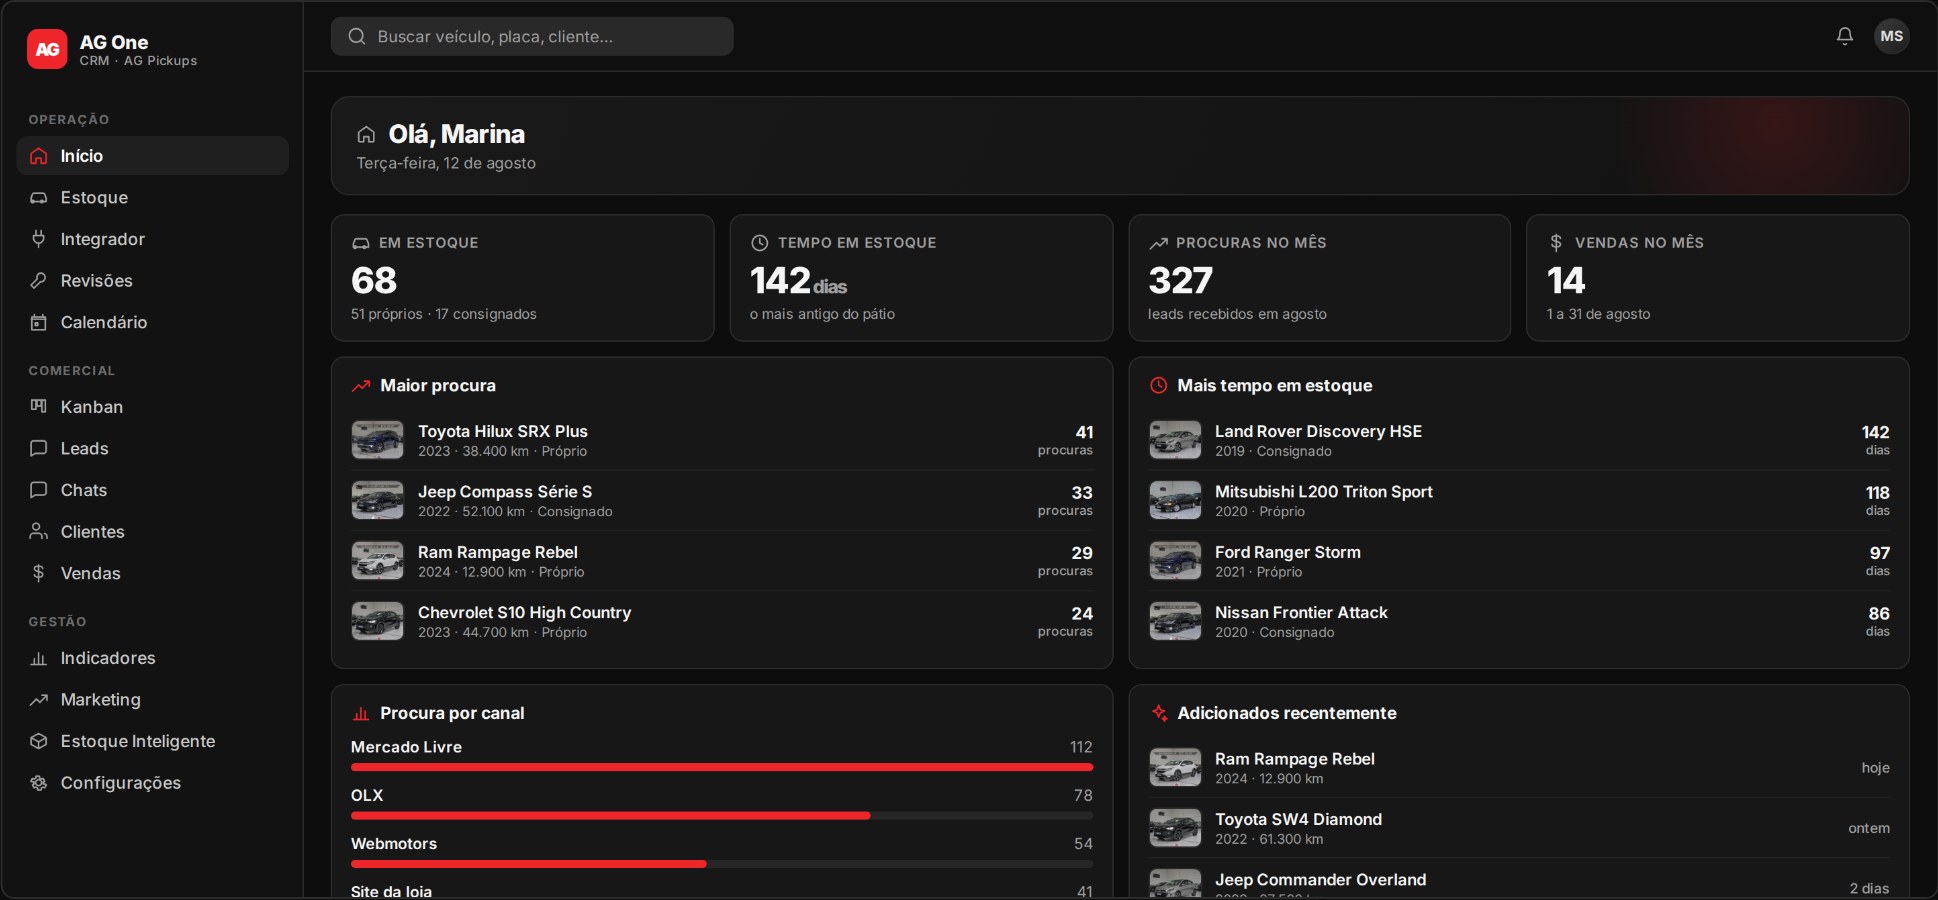 AG
AG One
CRM · AG Pickups
OPERAÇÃO
Início
Estoque
Integrador
Revisões
Calendário
COMERCIAL
Kanban
Leads
Chats
Clientes
Vendas
GESTÃO
Indicadores
Marketing
Estoque Inteligente
Configurações
Buscar veículo, placa, cliente...
MS
Olá, Marina
Terça-feira, 12 de agosto
EM ESTOQUE
68
51 próprios · 17 consignados
TEMPO EM ESTOQUE
142 dias
o mais antigo do pátio
PROCURAS NO MÊS
327
leads recebidos em agosto
VENDAS NO MÊS
14
1 a 31 de agosto
Maior procura
Toyota Hilux SRX Plus
2023 · 38.400 km · Próprio
41
procuras
Jeep Compass Série S
2022 · 52.100 km · Consignado
33
procuras
Ram Rampage Rebel
2024 · 12.900 km · Próprio
29
procuras
Chevrolet S10 High Country
2023 · 44.700 km · Próprio
24
procuras
Mais tempo em estoque
Land Rover Discovery HSE
2019 · Consignado
142
dias
Mitsubishi L200 Triton Sport
2020 · Próprio
118
dias
Ford Ranger Storm
2021 · Próprio
97
dias
Nissan Frontier Attack
2020 · Consignado
86
dias
Procura por canal
Mercado Livre 112
OLX 78
Webmotors 54
Site da loja 41
Adicionados recentemente
Ram Rampage Rebel
2024 · 12.900 km
hoje
Toyota SW4 Diamond
2022 · 61.300 km
ontem
Jeep Commander Overland
2 dias